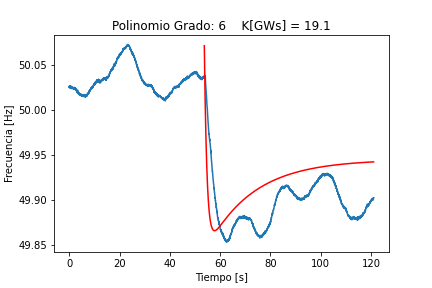 Polinomio Grado: 6    K[GWs] = 19.1
50.05
50.00
49.95
49.90
49.85
Frecuencia [Hz]
0 20 40 60 80 100 120
Tiempo [s]